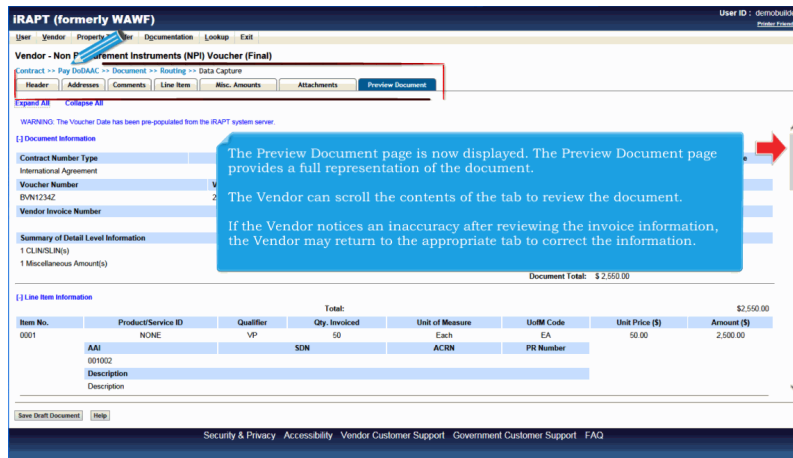 iRAPT (formerly WAWF)
User ID : demobuilde
Printer Friend
User Vendor Property Documentation Lookup Exit
Vendor - Non Procurement Instruments (NPI) Voucher (Final)
Contract >> Pay DoDAAC >> Document >> Routing >> Data Capture
Header Addresses Comments Line Item Misc. Amounts Attachments Preview Document
Expand All Collapse All
WARNING: The Voucher Date has been pre-populated from the iRAPT system server.
[-] Document Information
Contract Number Type
International Agreement
Voucher Number V
BVN1234Z 2
Vendor Invoice Number
Summary of Detail Level Information
1 CLIN/SLIN(s)
1 Miscellaneous Amount(s)
The Preview Document page is now displayed. The Preview Document page
provides a full representation of the document.
The Vendor can scroll the contents of the tab to review the document.
If the Vendor notices an inaccuracy after reviewing the invoice information,
the Vendor may return to the appropriate tab to correct the information.
e
Document Total: $ 2,550.00
[-] Line Item Information
Total: $2,550.00
Item No. Product/Service ID Qualifier Qty. Invoiced Unit of Measure UofM Code Unit Price ($) Amount ($)
0001 NONE VP 50 Each EA 50.00 2,500.00
AAI SDN ACRN PR Number
001002
Description
Description
Save Draft Document Help
Security & Privacy Accessibility Vendor Customer Support Government Customer Support FAQ